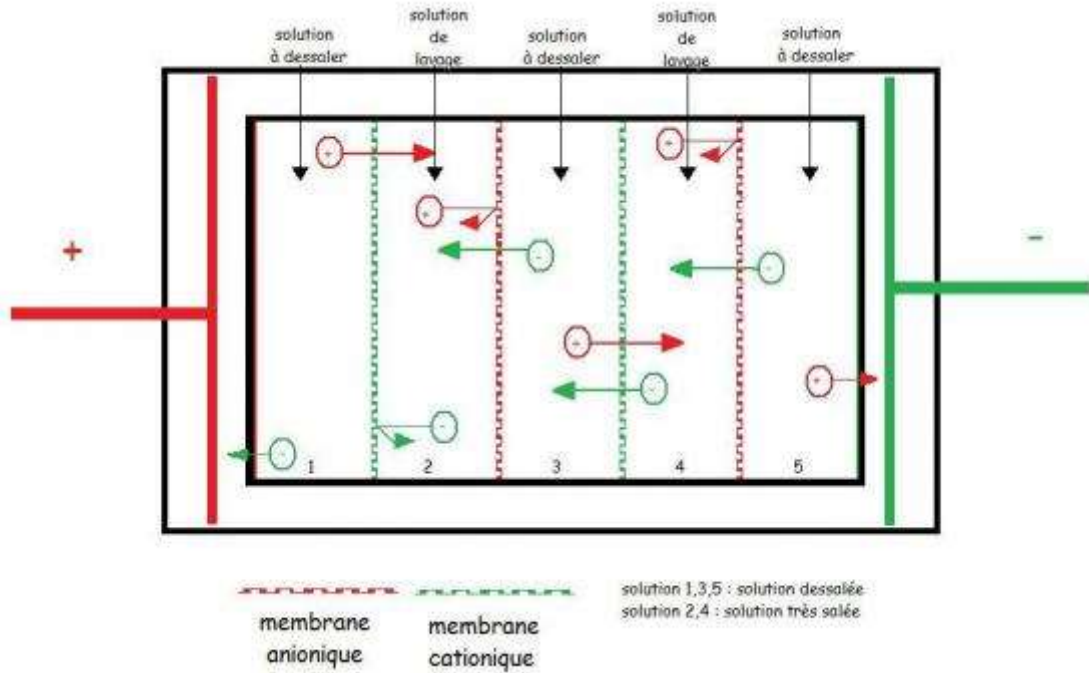 solution
à dessaler
solution
de
lavage
solution
à dessaler
solution
de
lavage
solution
à dessaler
+
-
+
+
+
-
-
+
-
+
-
-
1
2
3
4
5
membrane
anionique
membrane
cationique
solution 1,3,5 : solution dessalée
solution 2,4 : solution très salée